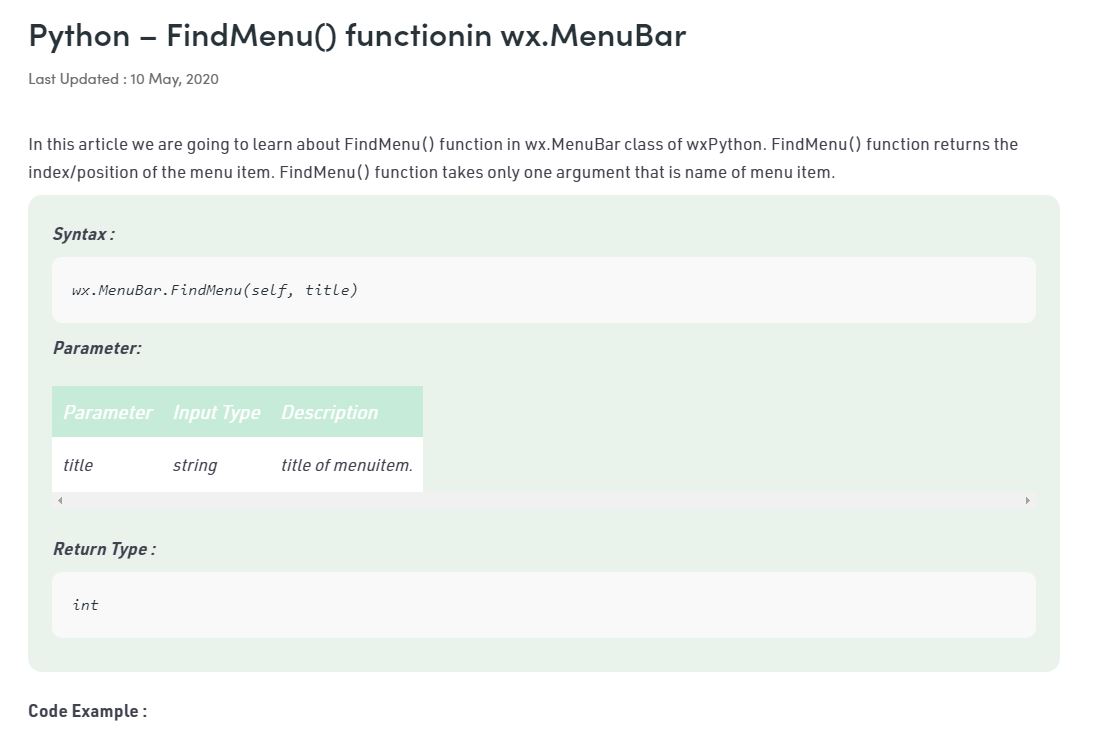 Python – FindMenu() functionin wx.MenuBar
Last Updated : 10 May, 2020
In this article we are going to learn about FindMenu() function in wx.MenuBar class of wxPython. FindMenu() function returns the
index/position of the menu item. FindMenu() function takes only one argument that is name of menu item.
Syntax :
wx.MenuBar.FindMenu(self, title)
Parameter:
Parameter Input Type Description
title string title of menuitem.
Return Type :
int
Code Example :